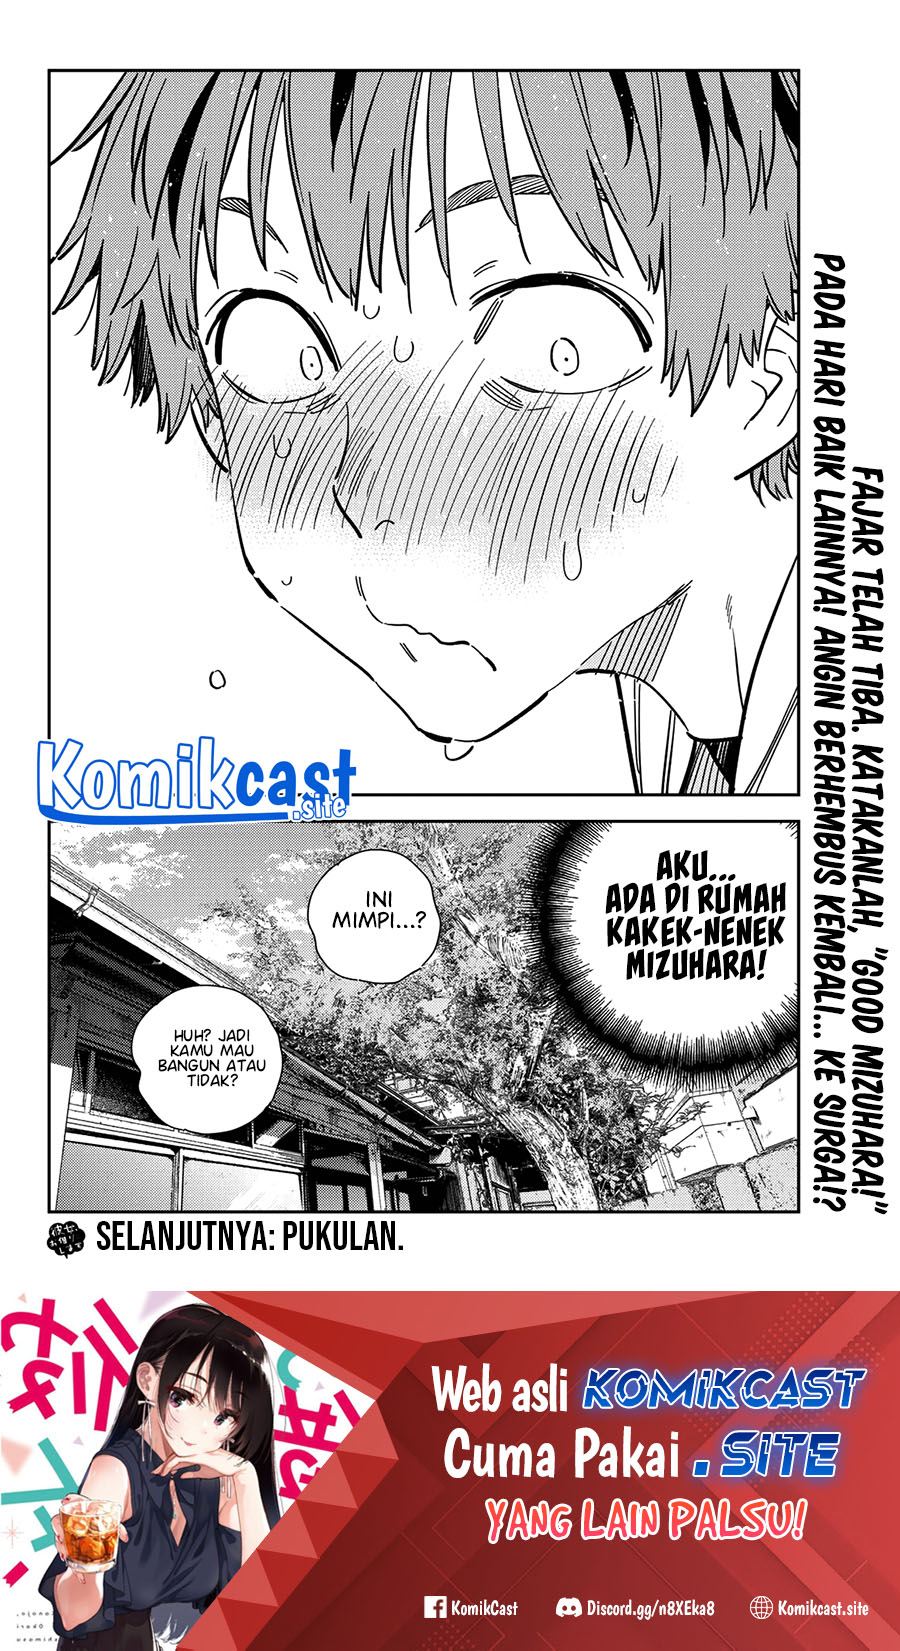 PADA HARI BAIK LAINNYA! ANGIN BERHEMBUS KEMBALI... KE SURGA!?
FAJAR TELAH TIBA. KATAKANLAH, "GOOD MIZUHARA!"
Komikcast
.site
AKU...
ADA DI RUMAH
KAKEK-NENEK
MIZUHARA!
INI
MIMPI...?
HUH? JADI
KAMU MAU
BANGUN ATAU
TIDAK?
SELANJUTNYA: PUKULAN.
Web asli KOMIKCAST
Cuma Pakai .SITE
YANG LAIN PALSU!
KomikCast
Discord.gg/n8XEka8
Komikcast.site